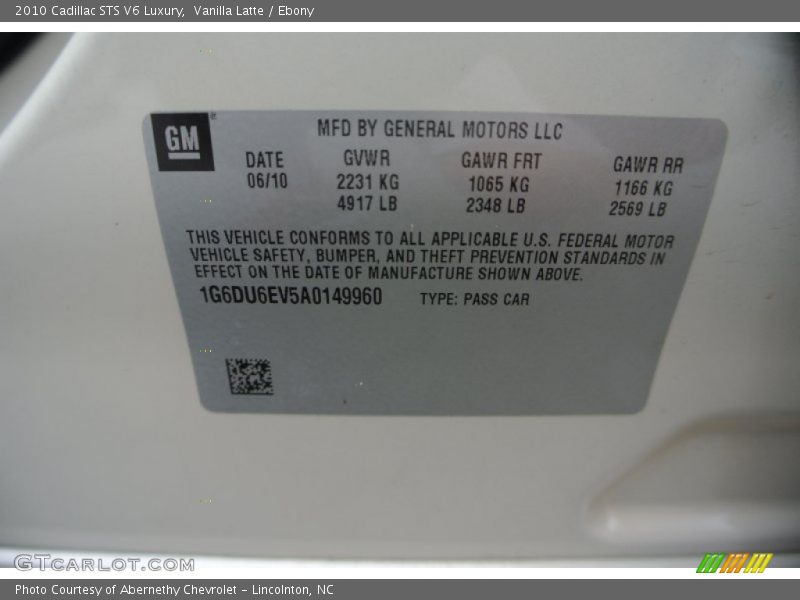 2010 Cadillac STS V6 Luxury,  Vanilla Latte / Ebony
GM
MFD BY GENERAL MOTORS LLC
DATE GVWR GAWR FRT GAWR RR
06/10 2231 KG 1065 KG 1166 KG
4917 LB 2348 LB 2569 LB
THIS VEHICLE CONFORMS TO ALL APPLICABLE U.S. FEDERAL MOTOR
VEHICLE SAFETY, BUMPER, AND THEFT PREVENTION STANDARDS IN
EFFECT ON THE DATE OF MANUFACTURE SHOWN ABOVE.
1G6DU6EV5A0149960 TYPE: PASS CAR
GTCARLOT.COM
Photo Courtesy of Abernethy Chevrolet – Lincolnton, NC